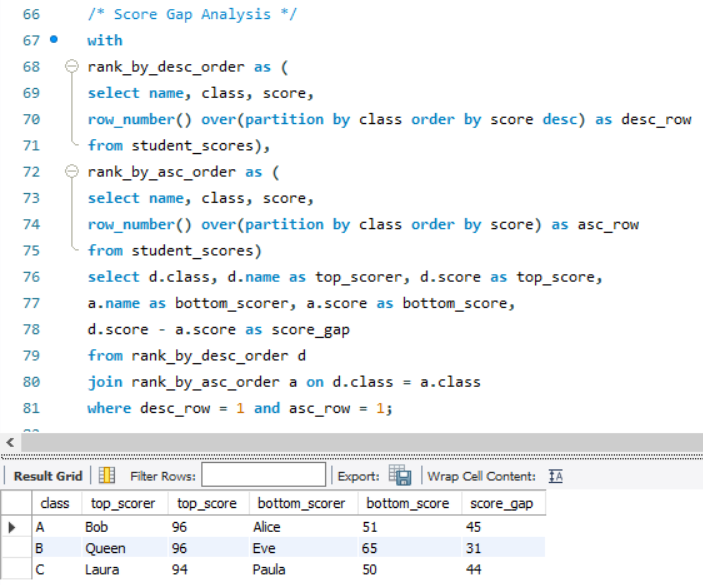 66 /* Score Gap Analysis */
67 with
68 rank_by_desc_order as (
69 select name, class, score,
70 row_number() over(partition by class order by score desc) as desc_row
71 from student_scores),
72 rank_by_asc_order as (
73 select name, class, score,
74 row_number() over(partition by class order by score) as asc_row
75 from student_scores)
76 select d.class, d.name as top_scorer, d.score as top_score,
77 a.name as bottom_scorer, a.score as bottom_score,
78 d.score - a.score as score_gap
79 from rank_by_desc_order d
80 join rank_by_asc_order a on d.class = a.class
81 where desc_row = 1 and asc_row = 1;
Result Grid Filter Rows: Export: Wrap Cell Content: IA
class top_scorer top_score bottom_scorer bottom_score score_gap
A Bob 96 Alice 51 45
B Queen 96 Eve 65 31
C Laura 94 Paula 50 44